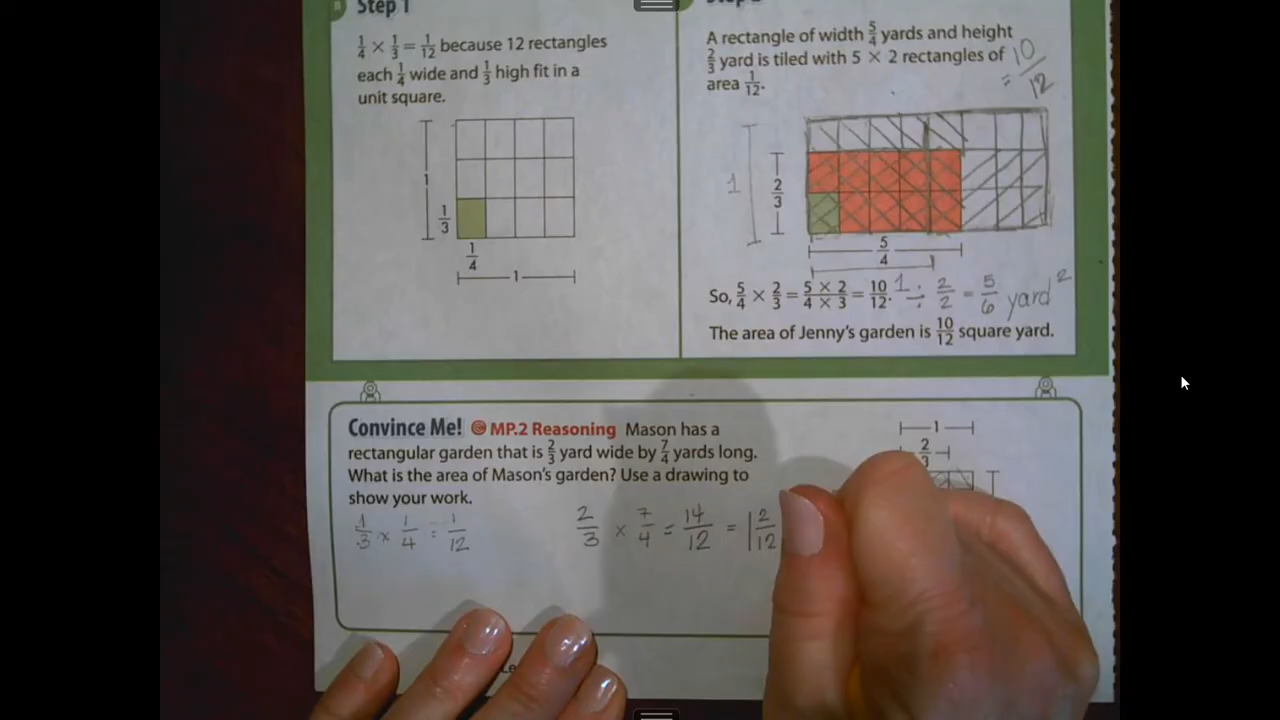 Step 1
1/4 × 1/3 = 1/12 because 12 rectangles
each 1/4 wide and 1/3 high fit in a
unit square.
1
1/3
1/4
1
A rectangle of width 5/4 yards and height
2/3 yard is tiled with 5 × 2 rectangles of
area 1/12.
= 10/12
1
2/3
5/4
1
So, 5/4 × 2/3 = 5 × 2/4 × 3 = 10/12. ÷ 2/2 = 5/6 yard²
The area of Jenny's garden is 10/12 square yard.
Convince Me! MP.2 Reasoning Mason has a
rectangular garden that is 2/3 yard wide by 7/4 yards long.
What is the area of Mason's garden? Use a drawing to
show your work.
1/3 × 1/4 = 1/12
2/3 × 7/4 = 14/12 = 1 2/12
1
2/3